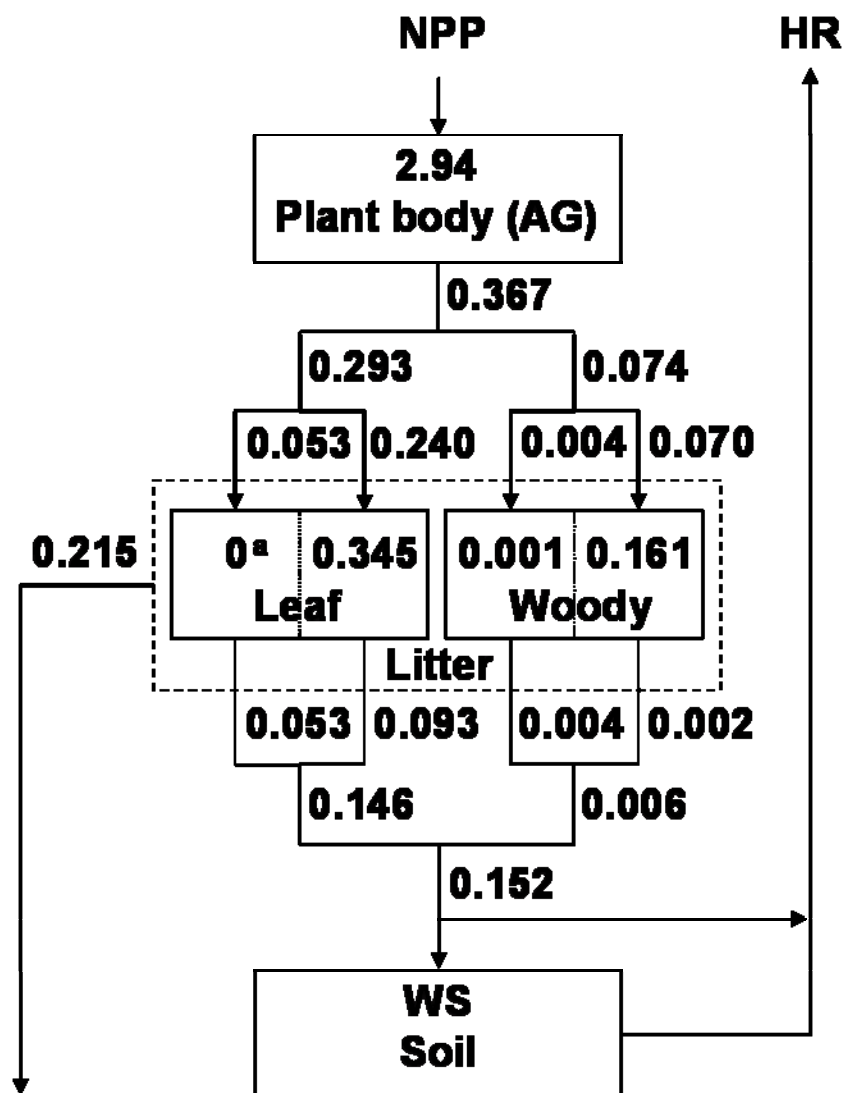 NPP HR
2.94
Plant body (AG)
0.367
0.293 0.074
0.053 0.240 0.004 0.070
0.215 0ᵃ 0.345 0.001 0.161
Leaf Woody
Litter
0.053 0.093 0.004 0.002
0.146 0.006
0.152
WS
Soil